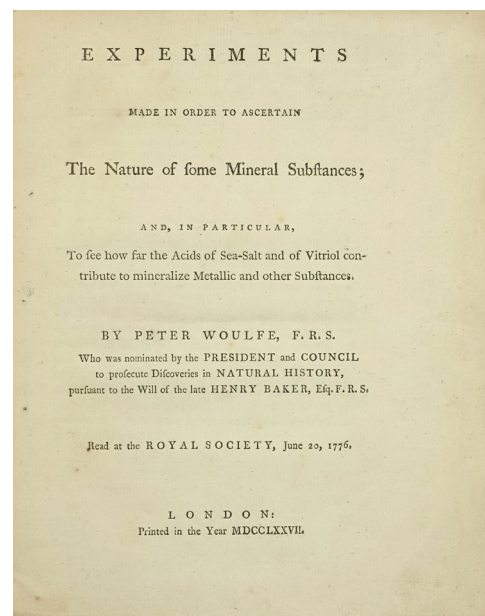 EXPERIMENTS
MADE IN ORDER TO ASCERTAIN
The Nature of ſome Mineral Subſtances;
AND, IN PARTICULAR,
To ſee how far the Acids of Sea-Salt and of Vitriol con-
tribute to mineralize Metallic and other Subſtances.
BY PETER WOULFE, F. R. S.
Who was nominated by the PRESIDENT and COUNCIL
to proſecute Diſcoveries in NATURAL HISTORY,
purſuant to the Will of the late HENRY BAKER, Eſq. F. R. S.
Read at the ROYAL SOCIETY, June 20, 1776.
LONDON:
Printed in the Year MDCCLXXVII.